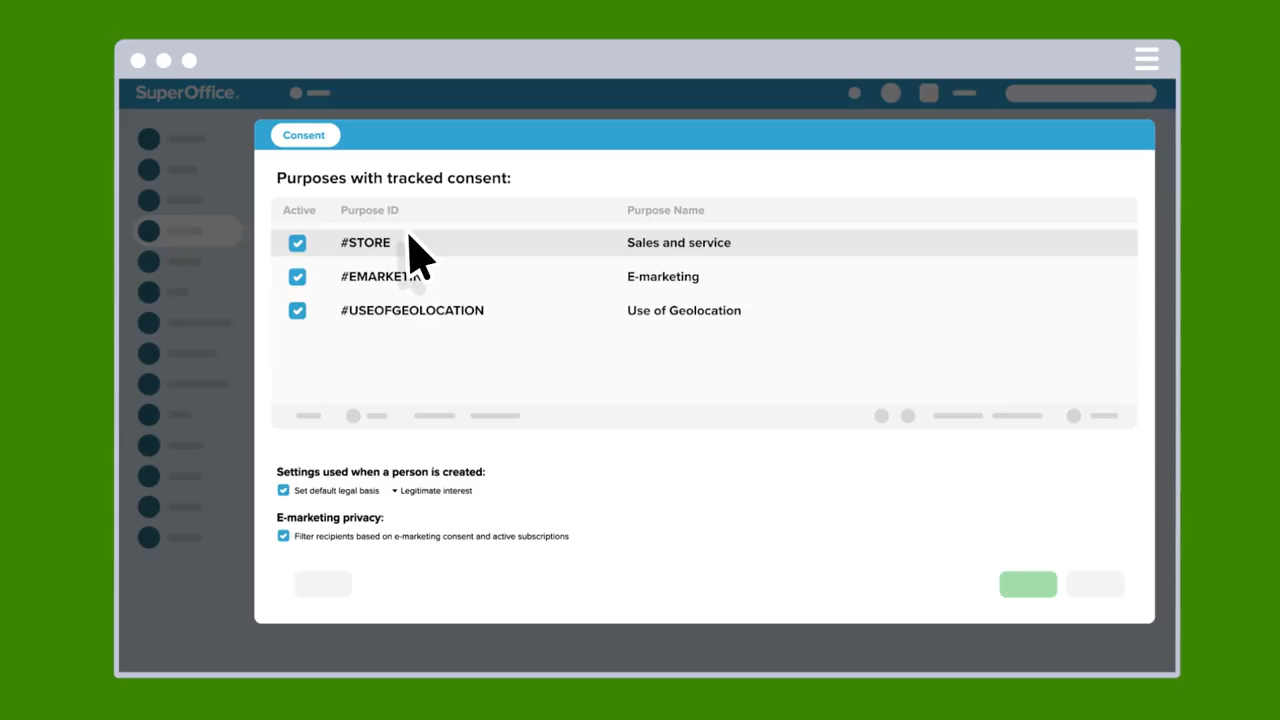 SuperOffice.
Consent
Purposes with tracked consent:
Active Purpose ID Purpose Name
#STORE Sales and service
E-marketing
#USEOFGEOLOCATION Use of Geolocation
Settings used when a person is created:
Set default legal basis Legitimate interest
E-marketing privacy:
Filter recipients based on e-marketing consent and active subscriptions